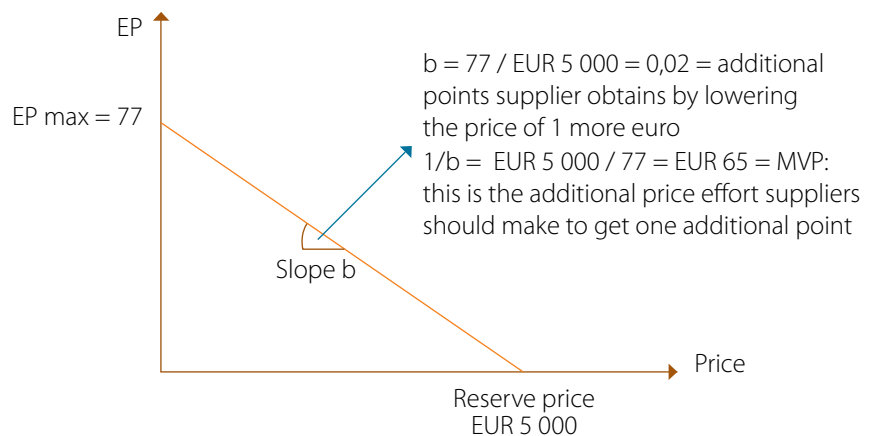 EP
b = 77 / EUR 5 000 = 0,02 = additional
points supplier obtains by lowering
the price of 1 more euro
EP max = 77
1/b = EUR 5 000 / 77 = EUR 65 = MVP:
this is the additional price effort suppliers
should make to get one additional point
Slope b
Price
Reserve price
EUR 5 000